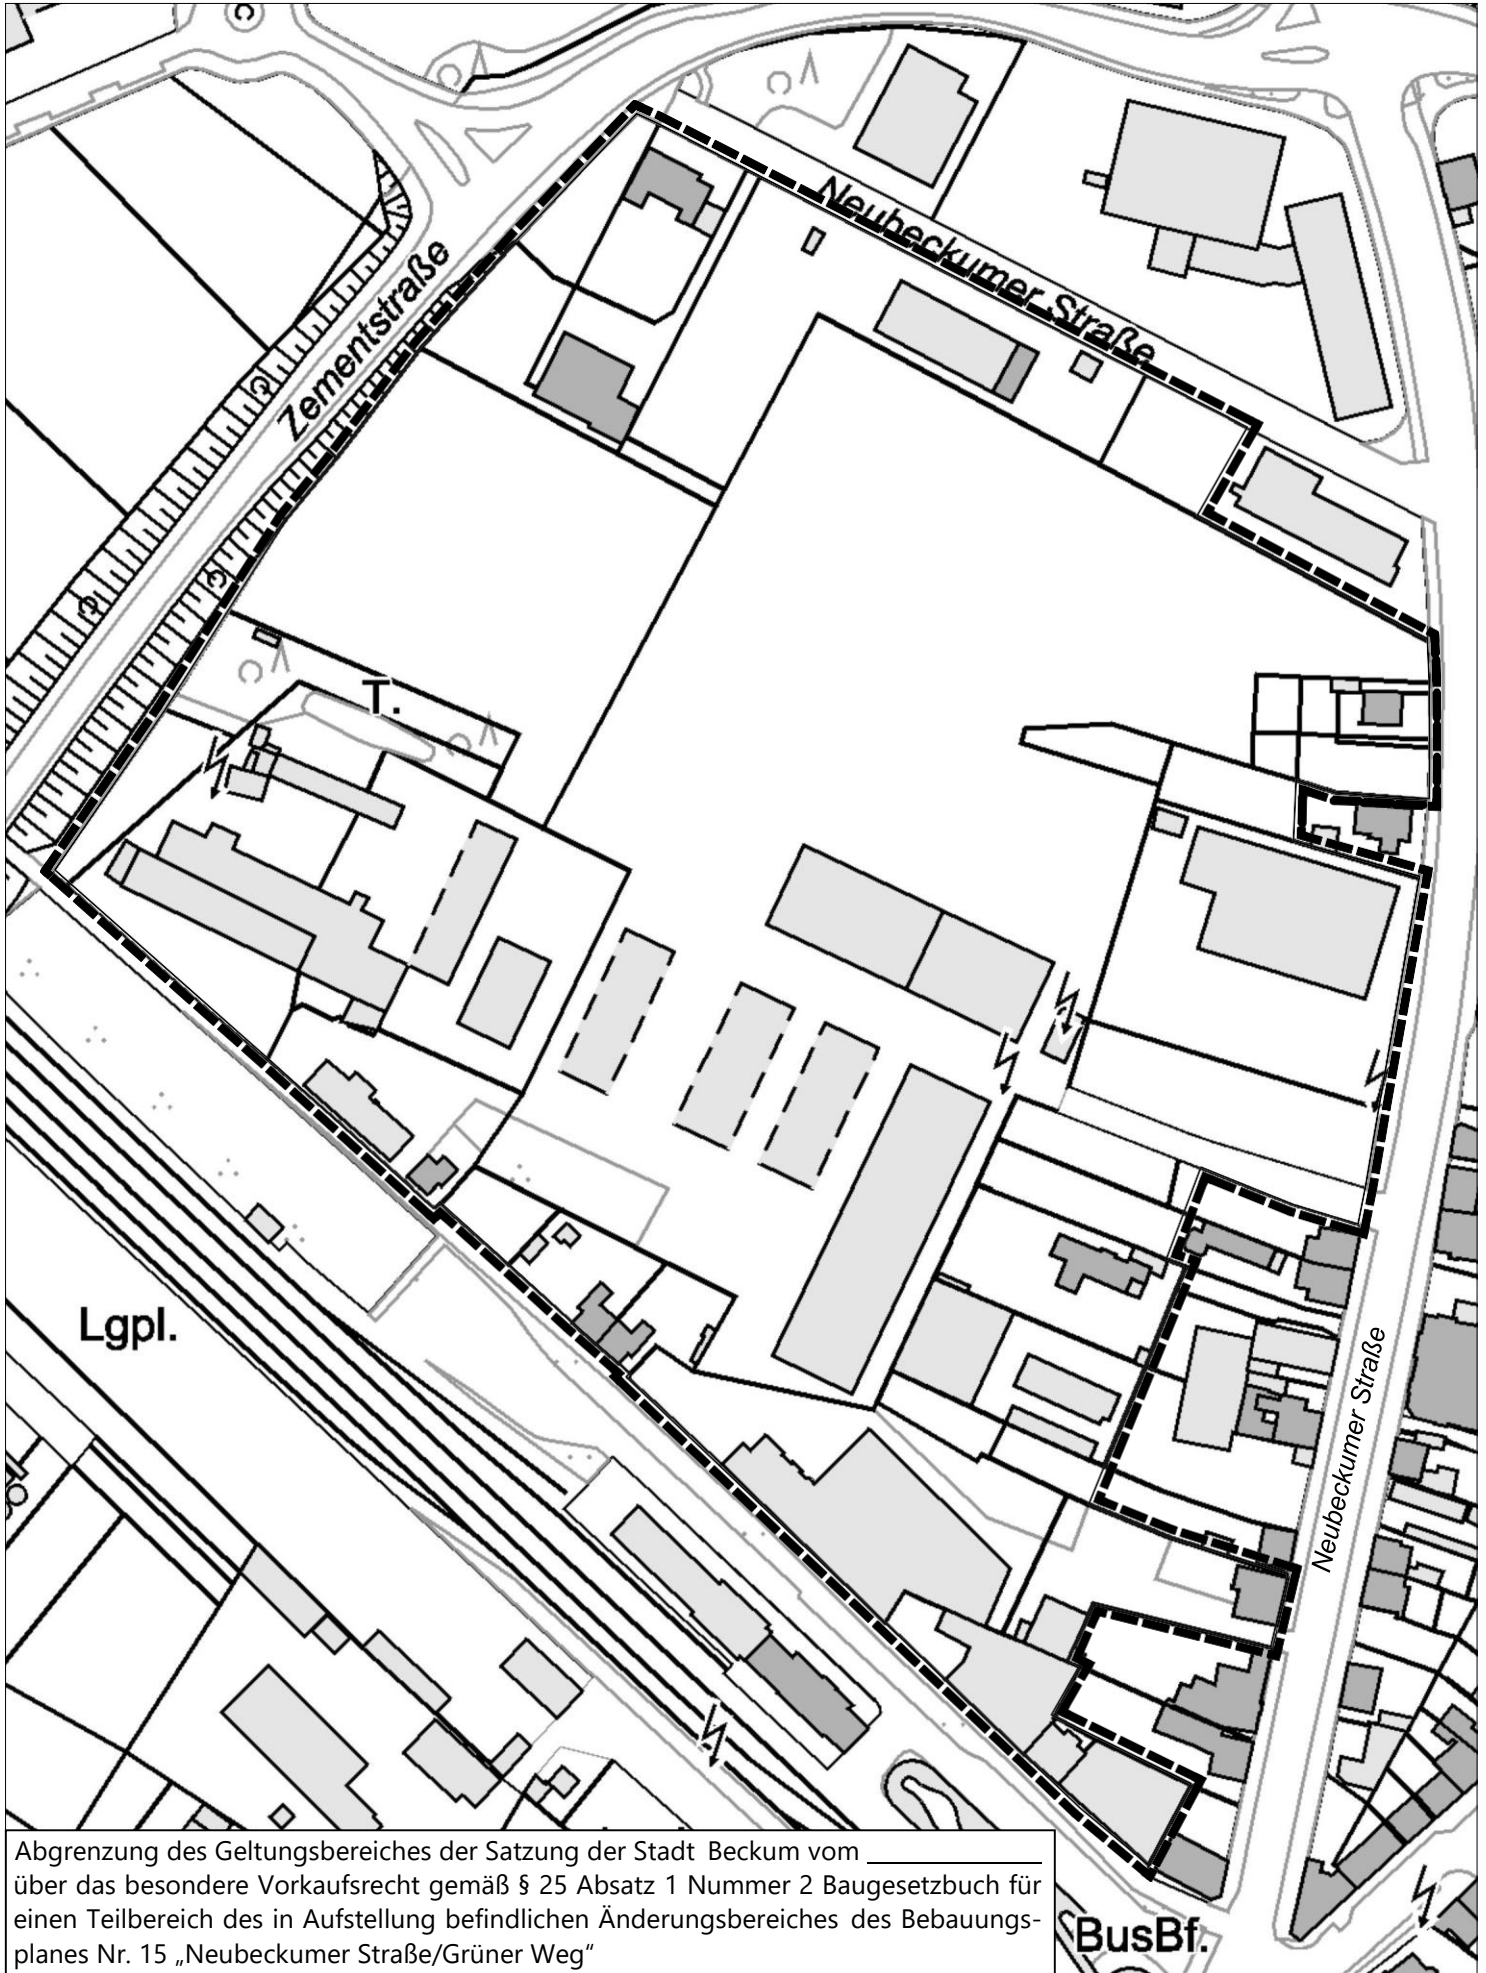 Neubeckumer Straße
Zementstraße
T.
Lgpl.
Neubeckumer Straße
BusBf.
Abgrenzung des Geltungsbereiches der Satzung der Stadt Beckum vom ____________
über das besondere Vorkaufsrecht gemäß § 25 Absatz 1 Nummer 2 Baugesetzbuch für
einen Teilbereich des in Aufstellung befindlichen Änderungsbereiches des Bebauungs-
planes Nr. 15 „Neubeckumer Straße/Grüner Weg“